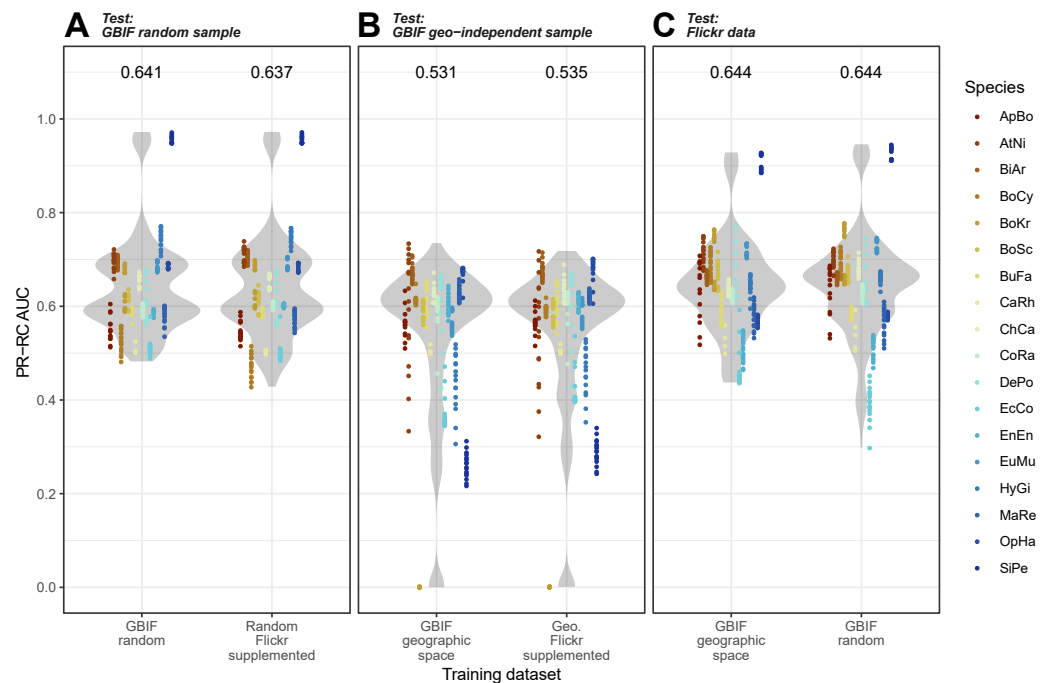 A Test:
GBIF random sample
B Test:
GBIF geo−independent sample
C Test:
Flickr data
0.641 0.637
0.531 0.535
0.644 0.644
PR−RC AUC
1.0
0.8
0.6
0.4
0.2
0.0
GBIF
random
Random
Flickr
supplemented
GBIF
geographic
space
Geo.
Flickr
supplemented
GBIF
geographic
space
GBIF
random
Training dataset
Species
ApBo
AtNi
BiAr
BoCy
BoKr
BoSc
BuFa
CaRh
ChCa
CoRa
DePo
EcCo
EnEn
EuMu
HyGi
MaRe
OpHa
SiPe